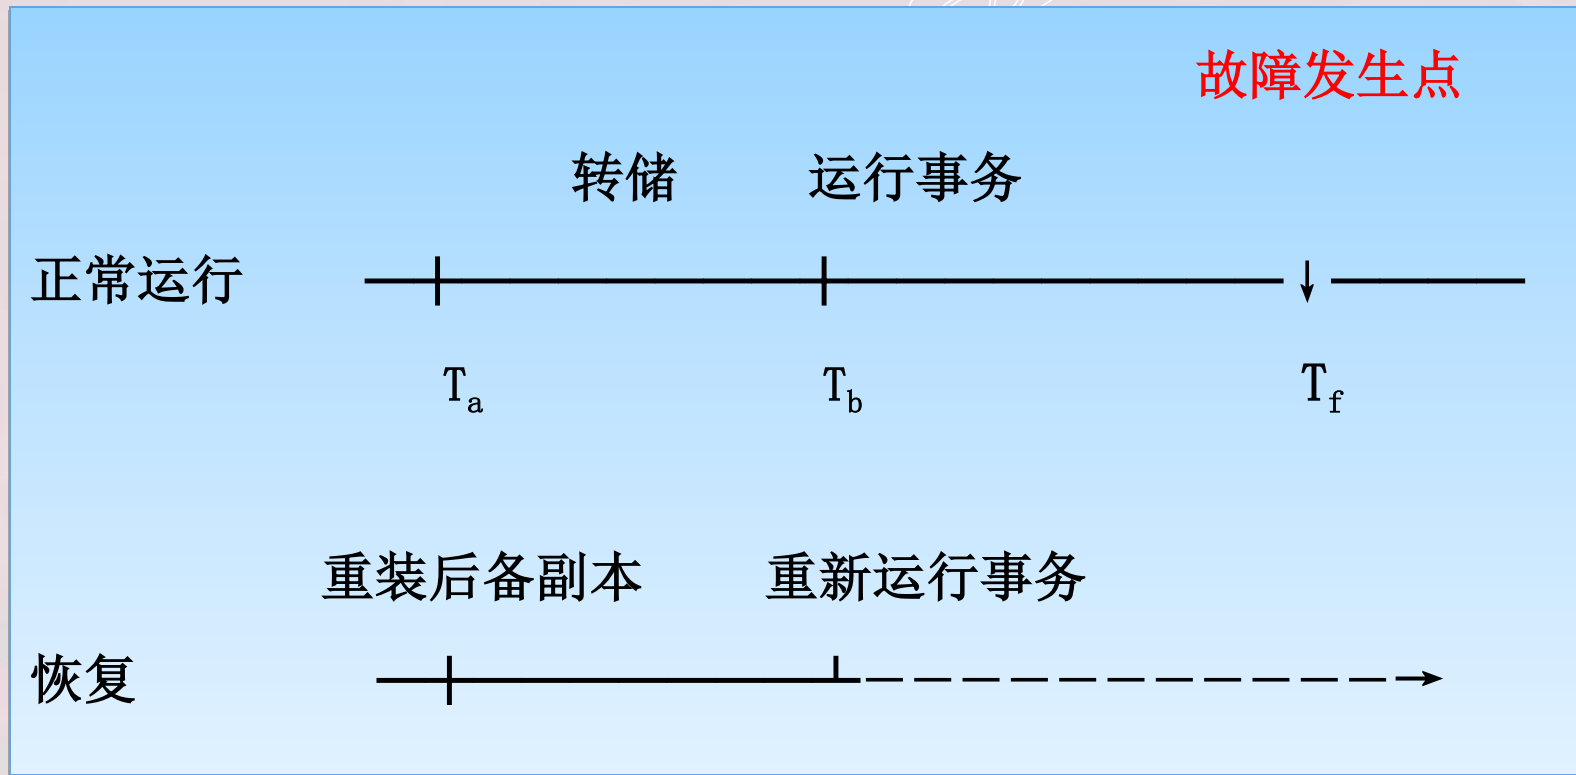 故障发生点
转储 运行事务
正常运行
Ta Tb Tf
重装后备副本 重新运行事务
恢复